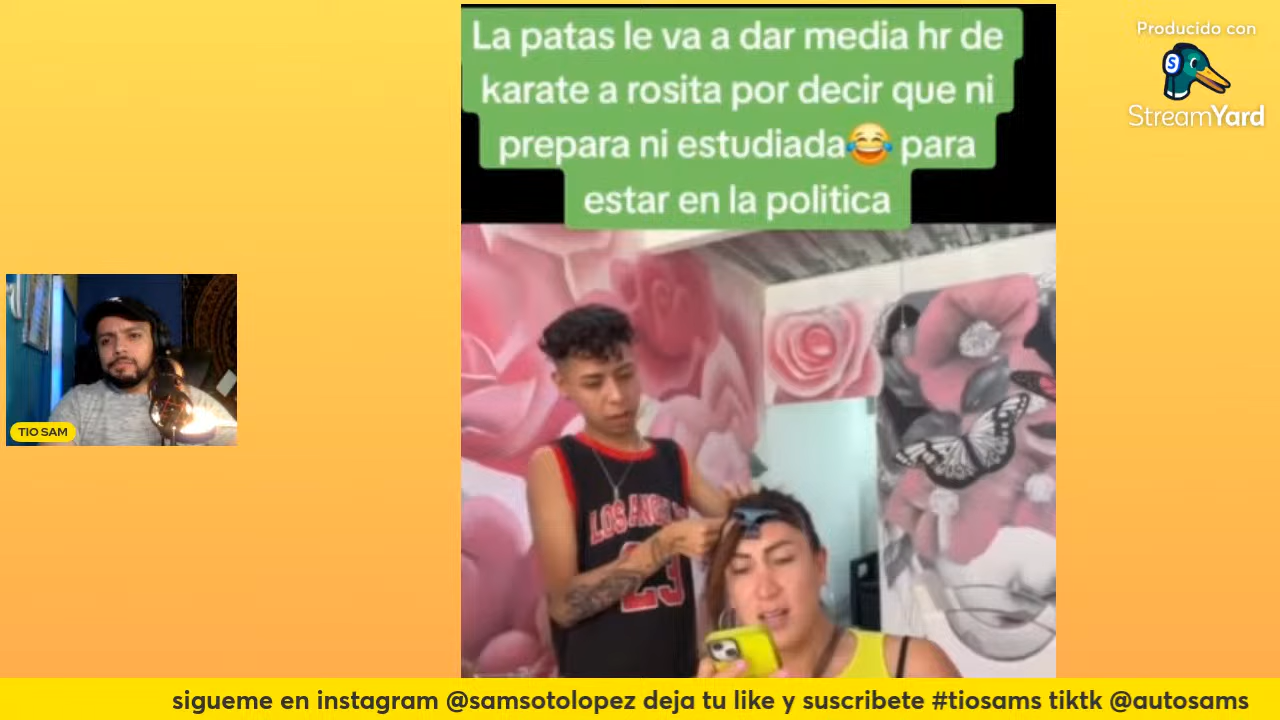 La patas le va a dar media hr de
karate a rosita por decir que ni
prepara ni estudiada😂 para
estar en la politica
Producido con
S
StreamYard
LOS ANGELES
23
TIO SAM
sigueme en instagram @samsotolopez deja tu like y suscribete #tiosams tiktk @autosams